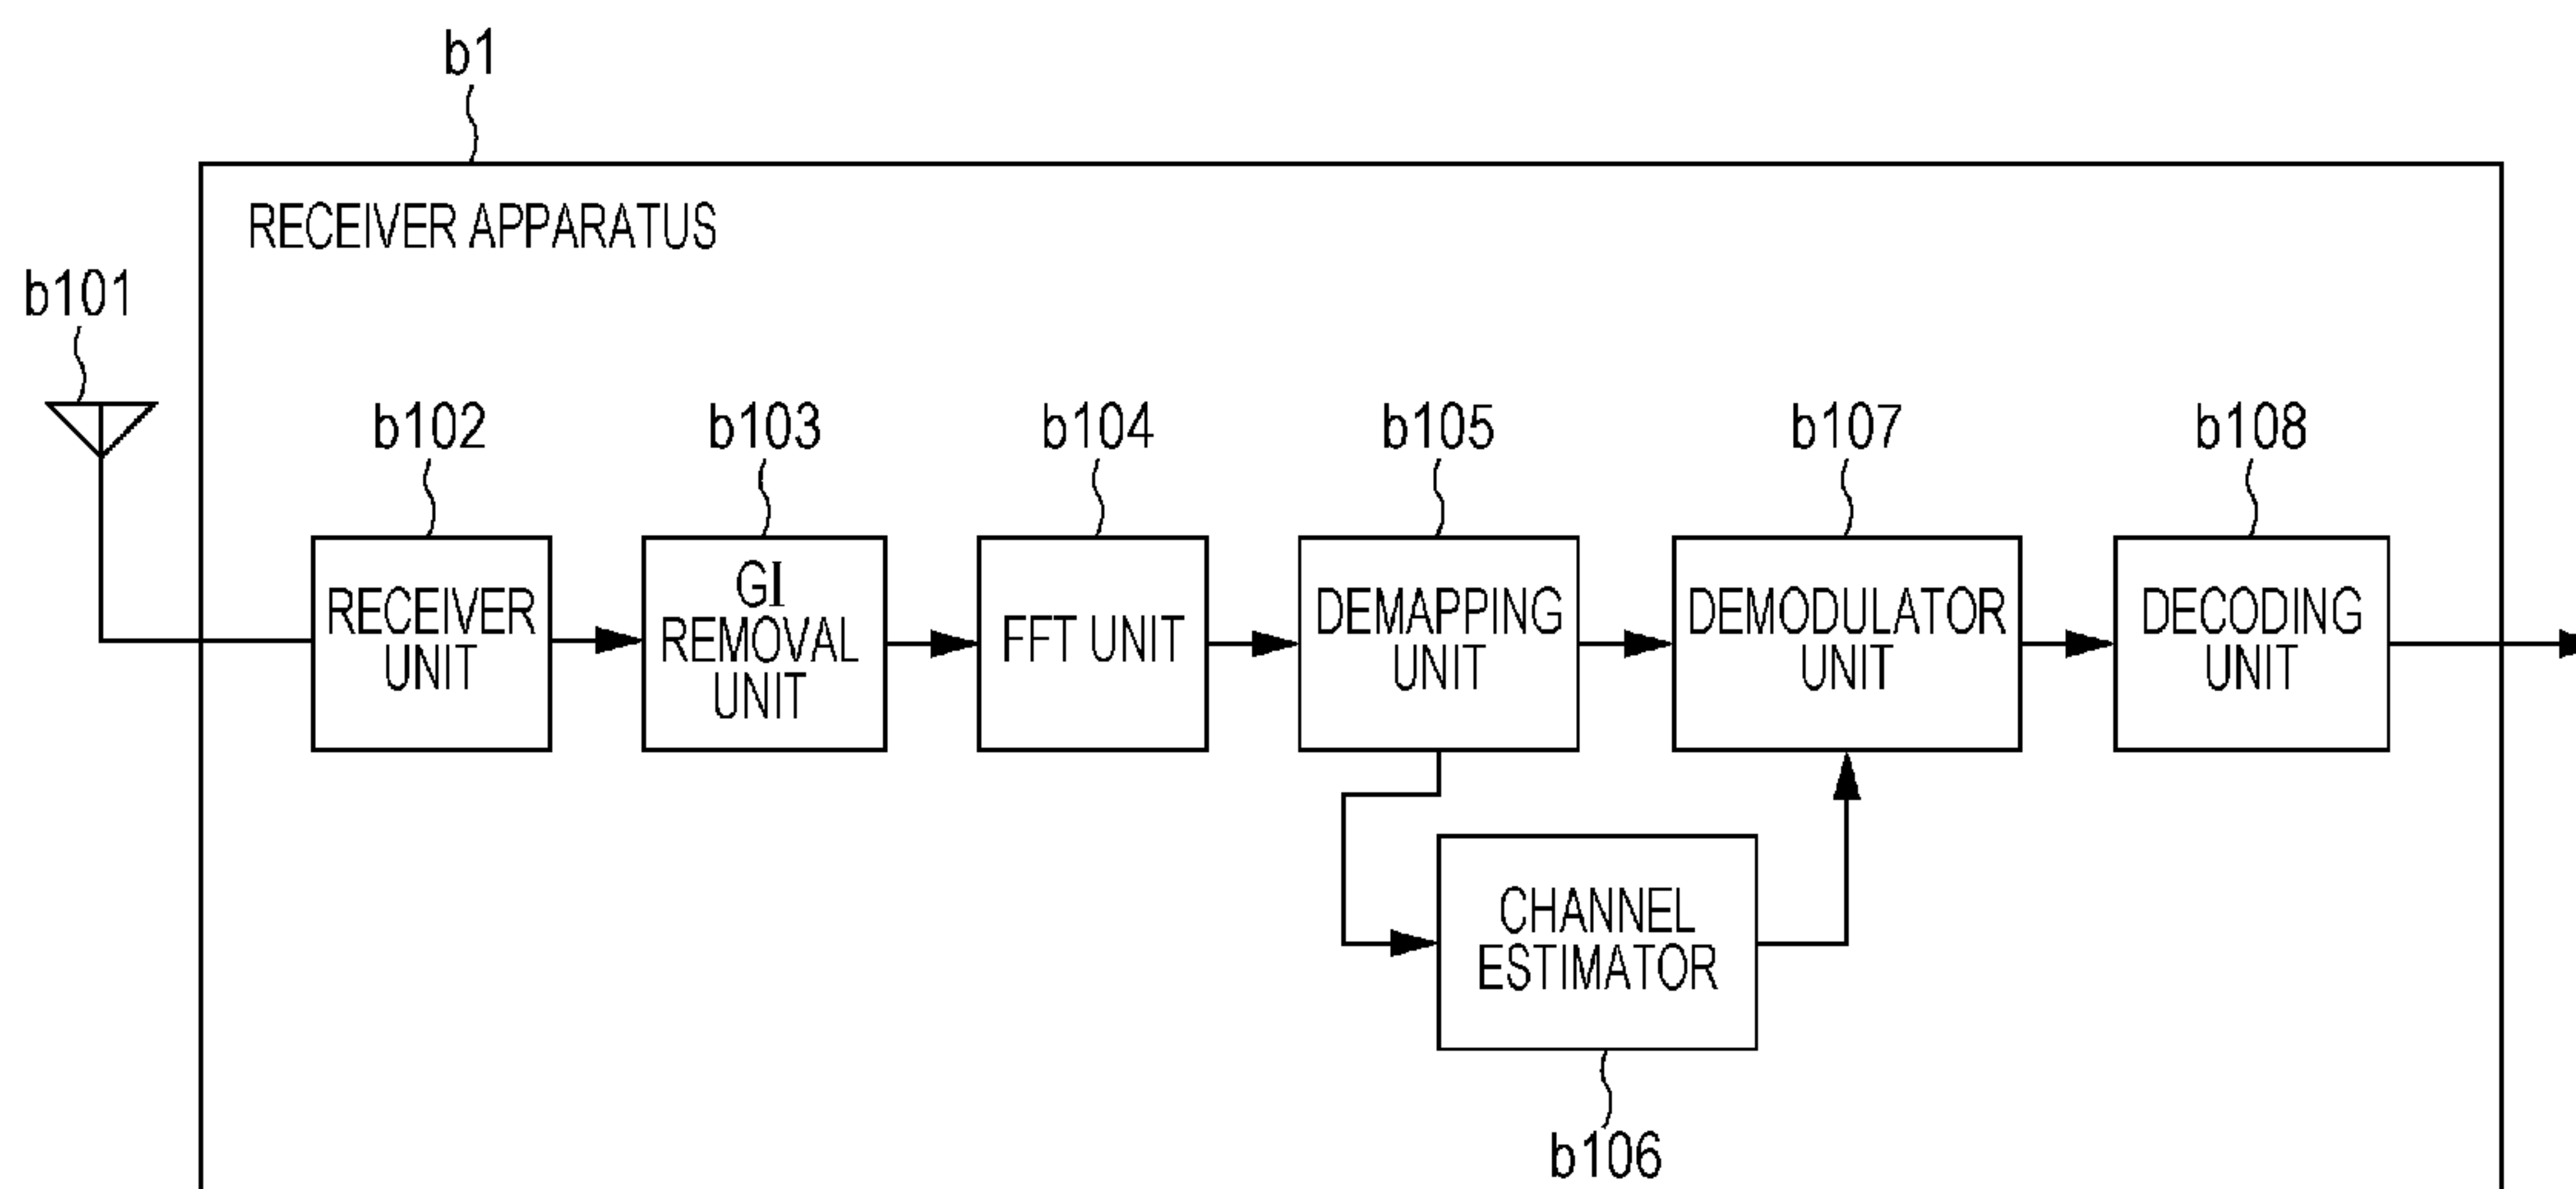 b1
RECEIVER APPARATUS
b101
b102
b103
b104
b105
b107
b108
RECEIVER
UNIT
GI
REMOVAL
UNIT
FFT UNIT
DEMAPPING
UNIT
DEMODULATOR
UNIT
DECODING
UNIT
CHANNEL
ESTIMATOR
b106